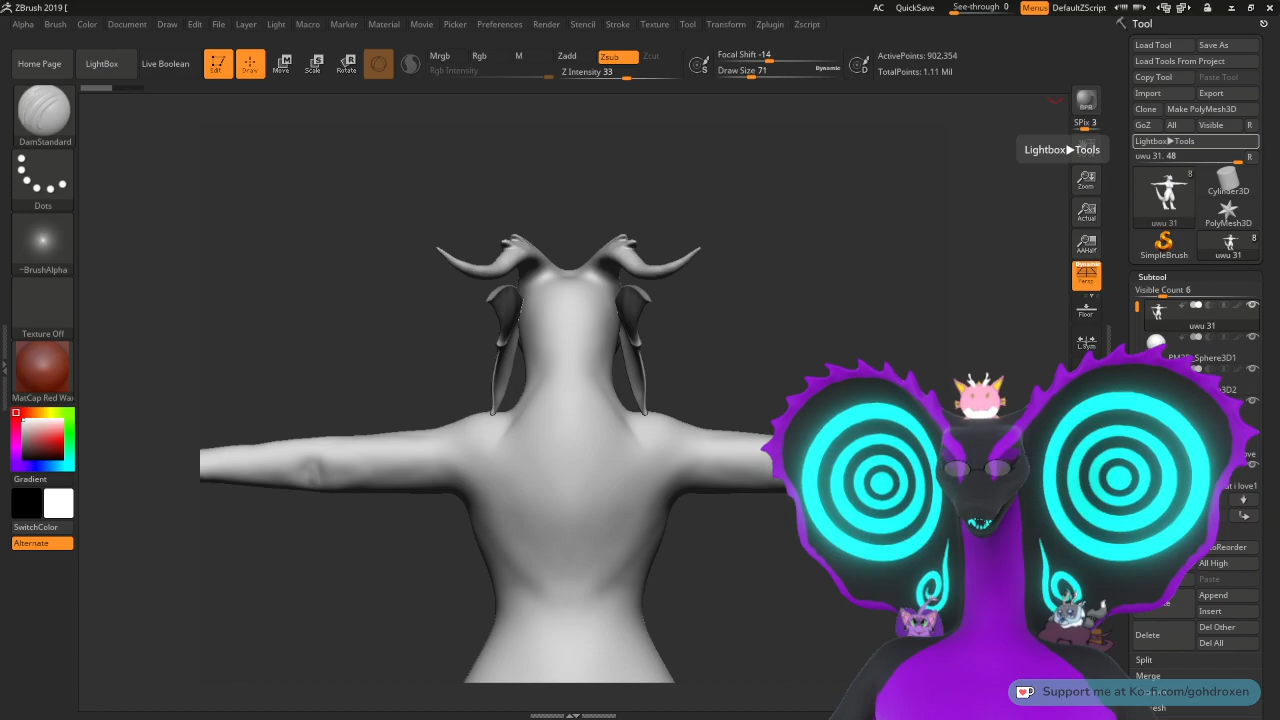 ZBrush 2019 [
AC QuickSave See-through 0 Menus DefaultZScript
Alpha Brush Color Document Draw Edit File Layer Light Macro Marker Material Movie Picker Preferences Render Stencil Stroke Texture Tool Transform Zplugin Zscript
Tool
Home Page LightBox Live Boolean Edit Draw Move Scale Rotate
Mrgb Rgb M Zadd Zsub Zcut
Rgb Intensity Z Intensity 33
Focal Shift -14
Draw Size 71 Dynamic
S
D
ActivePoints: 902,354
TotalPoints: 1.11 Mil
Load Tool Save As
Load Tools From Project
Copy Tool Paste Tool
Import Export
Clone Make PolyMesh3D
GoZ All Visible R
Lightbox▶Tools
uwu 31. 48 R
8
uwu 31
Cylinder3D
PolyMesh3D
SimpleBrush
8
uwu 31
DamStandard
Dots
~BrushAlpha
Texture Off
MatCap Red Wax
Gradient
SwitchColor
Alternate
BPR
SPix 3
Lightbox▶Tools
Zoom
Actual
AAHalf
Dynamic
Persp
Floor
L.Sym
Subtool
Visible Count 6
uwu 31
PM3D_Sphere3D1
All High
Paste
Append
Insert
Delete Del Other
Del All
Split
Merge
Support me at Ko-fi.com/gohdroxen